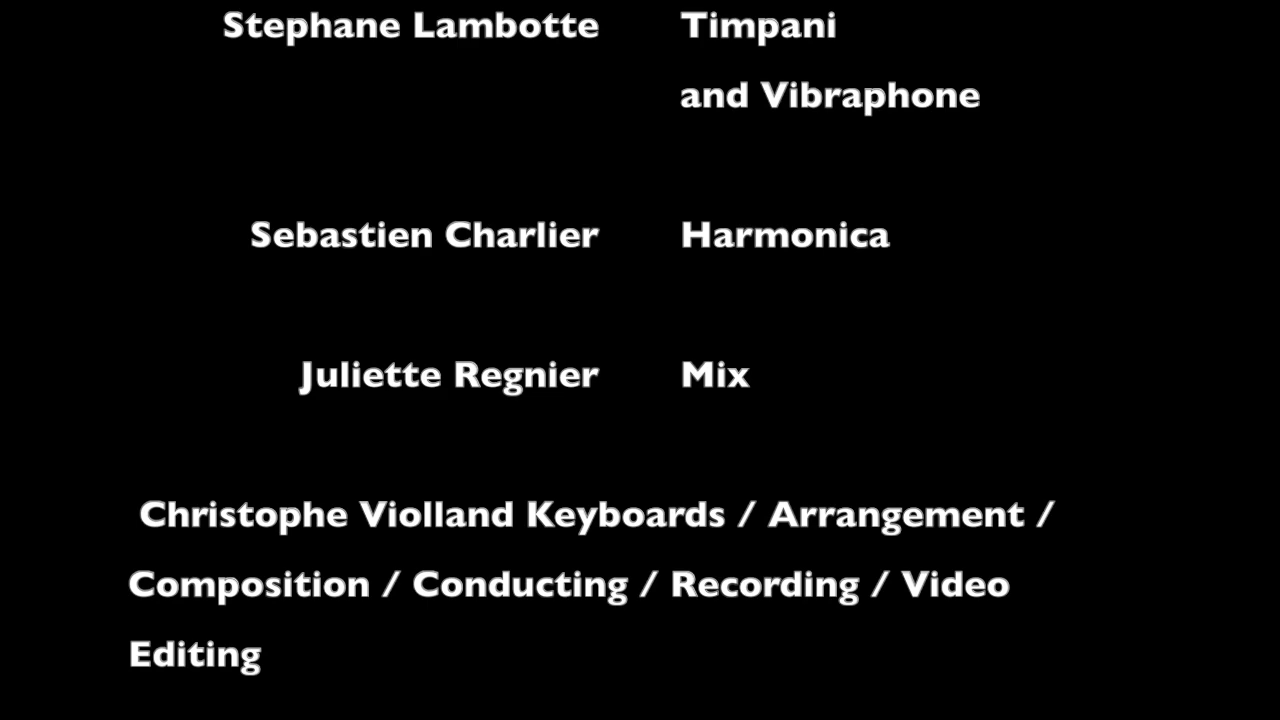 Stephane Lambotte Timpani
and Vibraphone
Sebastien Charlier Harmonica
Juliette Regnier Mix
Christophe Violland Keyboards / Arrangement /
Composition / Conducting / Recording / Video
Editing